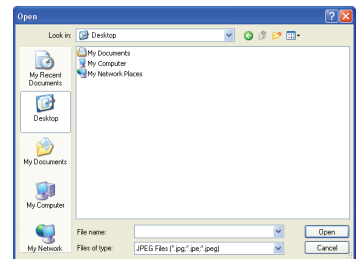 Open
Look in:
Desktop
My Recent
Documents
Desktop
My Documents
My Computer
My Network
My Documents
My Computer
My Network Places
File name:
Open
Files of type:
JPEG Files (*.jpg;*.jpe;*.jpeg)
Cancel